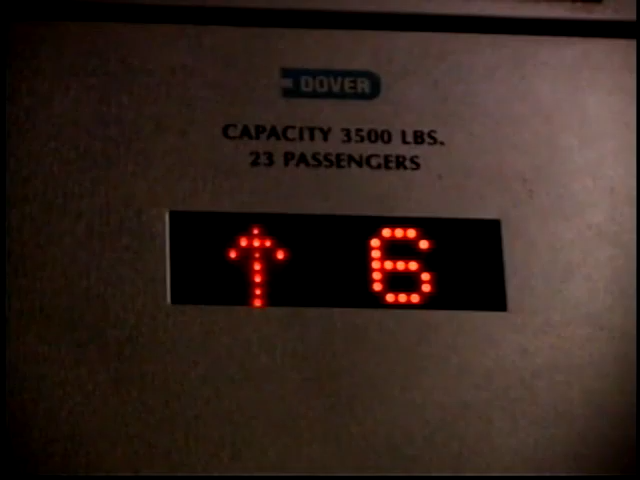 DOVER
CAPACITY 3500 LBS.
23 PASSENGERS
↑ 6